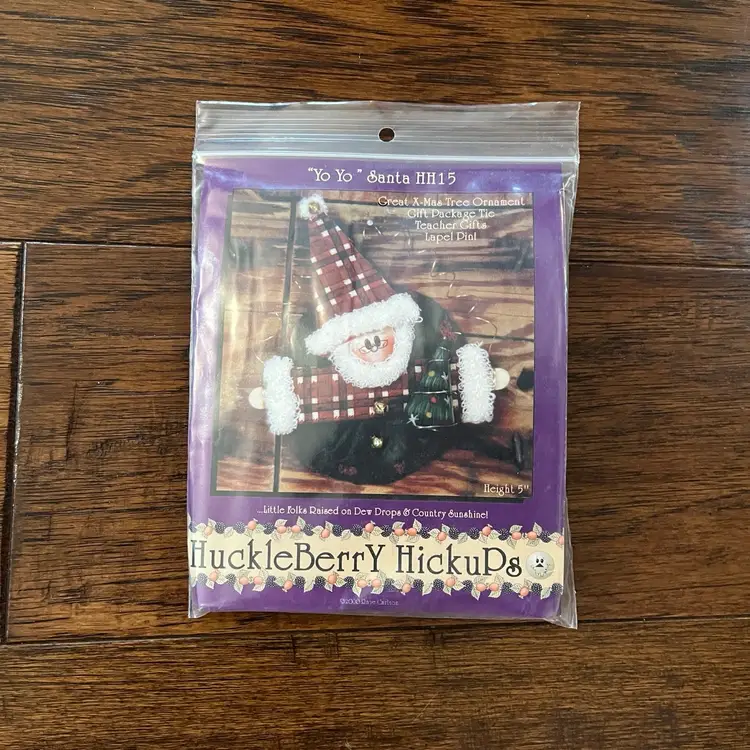 "Yo Yo" Santa HH15
Great X-Mas Tree Ornament
Gift Package Tie
Teacher Gifts
Lapel Pin!
Height 5"
...Little Folks Raised on Dew Drops & Country Sunshine!
HuckleBerrY HickuPs
©2000